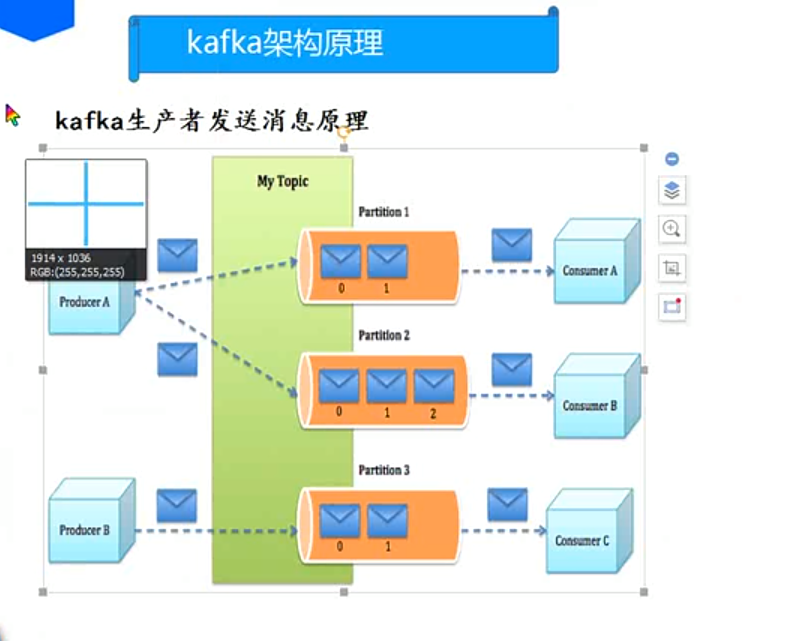 kafka架构原理
kafka生产者发送消息原理
My Topic
Partition 1
1914 x 1036
RGB:(255,255,255)
Producer A
0 1
Consumer A
Partition 2
0 1 2
Consumer B
Partition 3
Producer B
0 1
Consumer C